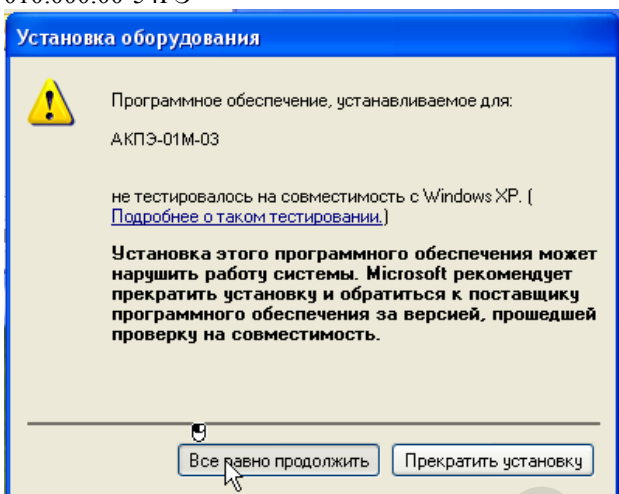 Установка оборудования
Программное обеспечение, устанавливаемое для:
АКПЭ-01М-03
не тестировалось на совместимость с Windows XP. (
Подробнее о таком тестировании.)
Установка этого программного обеспечения может
нарушить работу системы. Microsoft рекомендует
прекратить установку и обратиться к поставщику
программного обеспечения за версией, прошедшей
проверку на совместимость.
Все равно продолжить
Прекратить установку